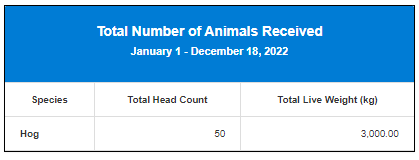 Total Number of Animals Received
January 1 - December 18, 2022
Species Total Head Count Total Live Weight (kg)
Hog 50 3,000.00